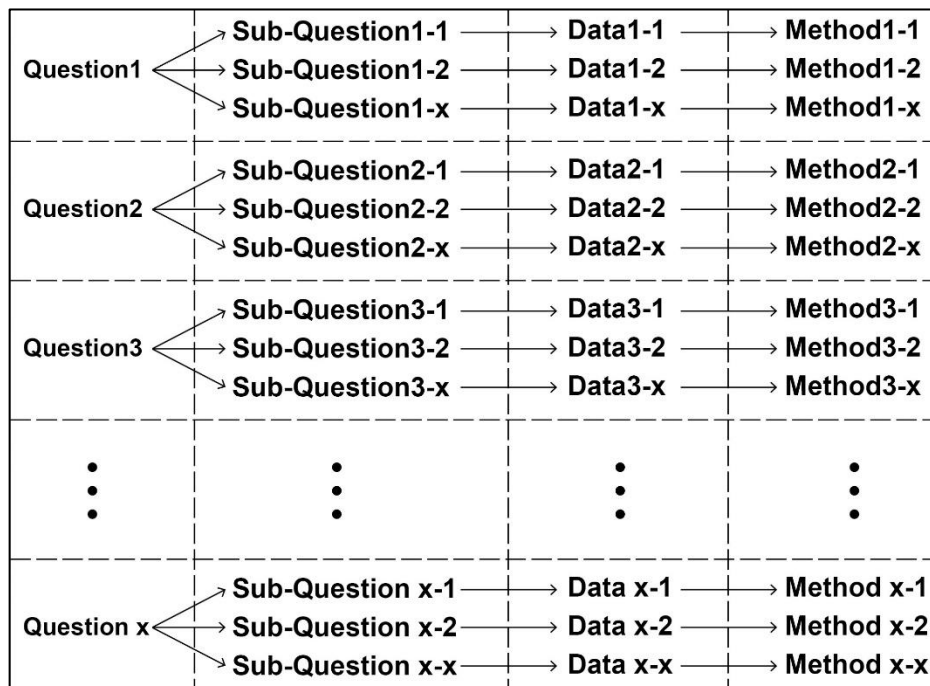 Sub-Question1-1 Data1-1 Method1-1
Question1 Sub-Question1-2 Data1-2 Method1-2
Sub-Question1-x Data1-x Method1-x
Sub-Question2-1 Data2-1 Method2-1
Question2 Sub-Question2-2 Data2-2 Method2-2
Sub-Question2-x Data2-x Method2-x
Sub-Question3-1 Data3-1 Method3-1
Question3 Sub-Question3-2 Data3-2 Method3-2
Sub-Question3-x Data3-x Method3-x
Sub-Question x-1 Data x-1 Method x-1
Question x Sub-Question x-2 Data x-2 Method x-2
Sub-Question x-x Data x-x Method x-x